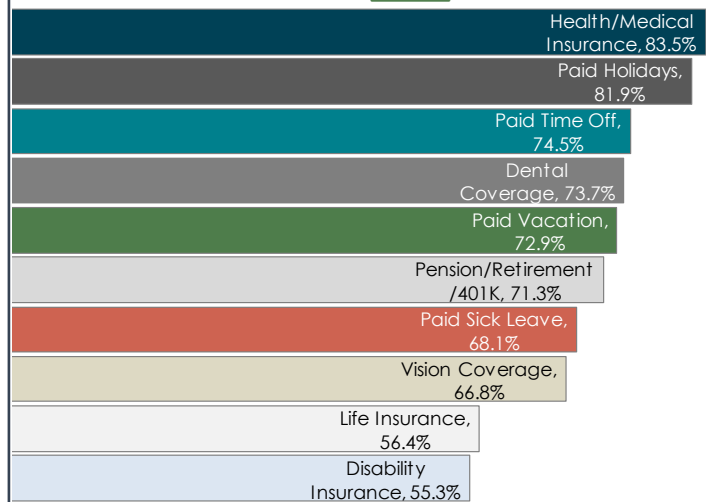 Health/Medical
Insurance, 83.5%
Paid Holidays,
81.9%
Paid Time Off,
74.5%
Dental
Coverage, 73.7%
Paid Vacation,
72.9%
Pension/Retirement
/401K, 71.3%
Paid Sick Leave,
68.1%
Vision Coverage,
66.8%
Life Insurance,
56.4%
Disability
Insurance, 55.3%